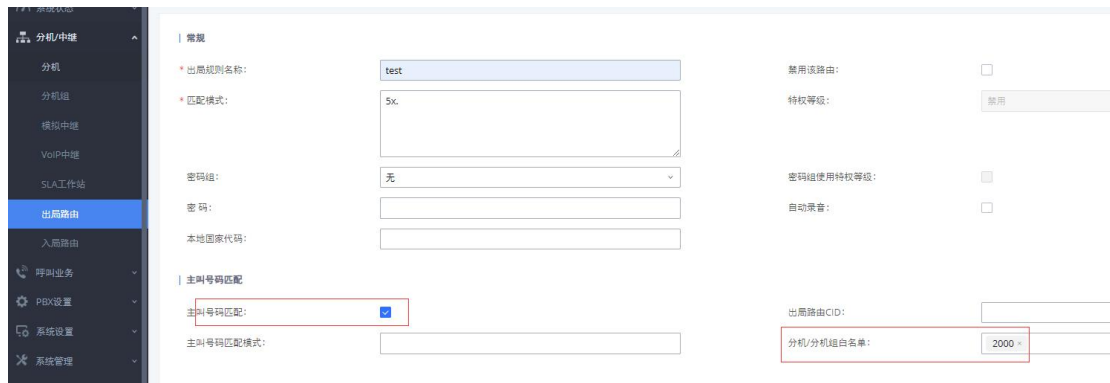 系统状态
分机/中继
分机
分机组
模拟中继
VoIP中继
SLA工作站
出局路由
入局路由
呼叫业务
PBX设置
系统设置
系统管理
常规
* 出局规则名称: test 禁用该路由:
* 匹配模式: 5x. 特权等级: 禁用
密码组: 无 密码组使用特权等级:
密 码: 自动录音:
本地国家代码:
主叫号码匹配
主叫号码匹配: 出局路由CID:
主叫号码匹配模式: 分机/分机组白名单: 2000 ×